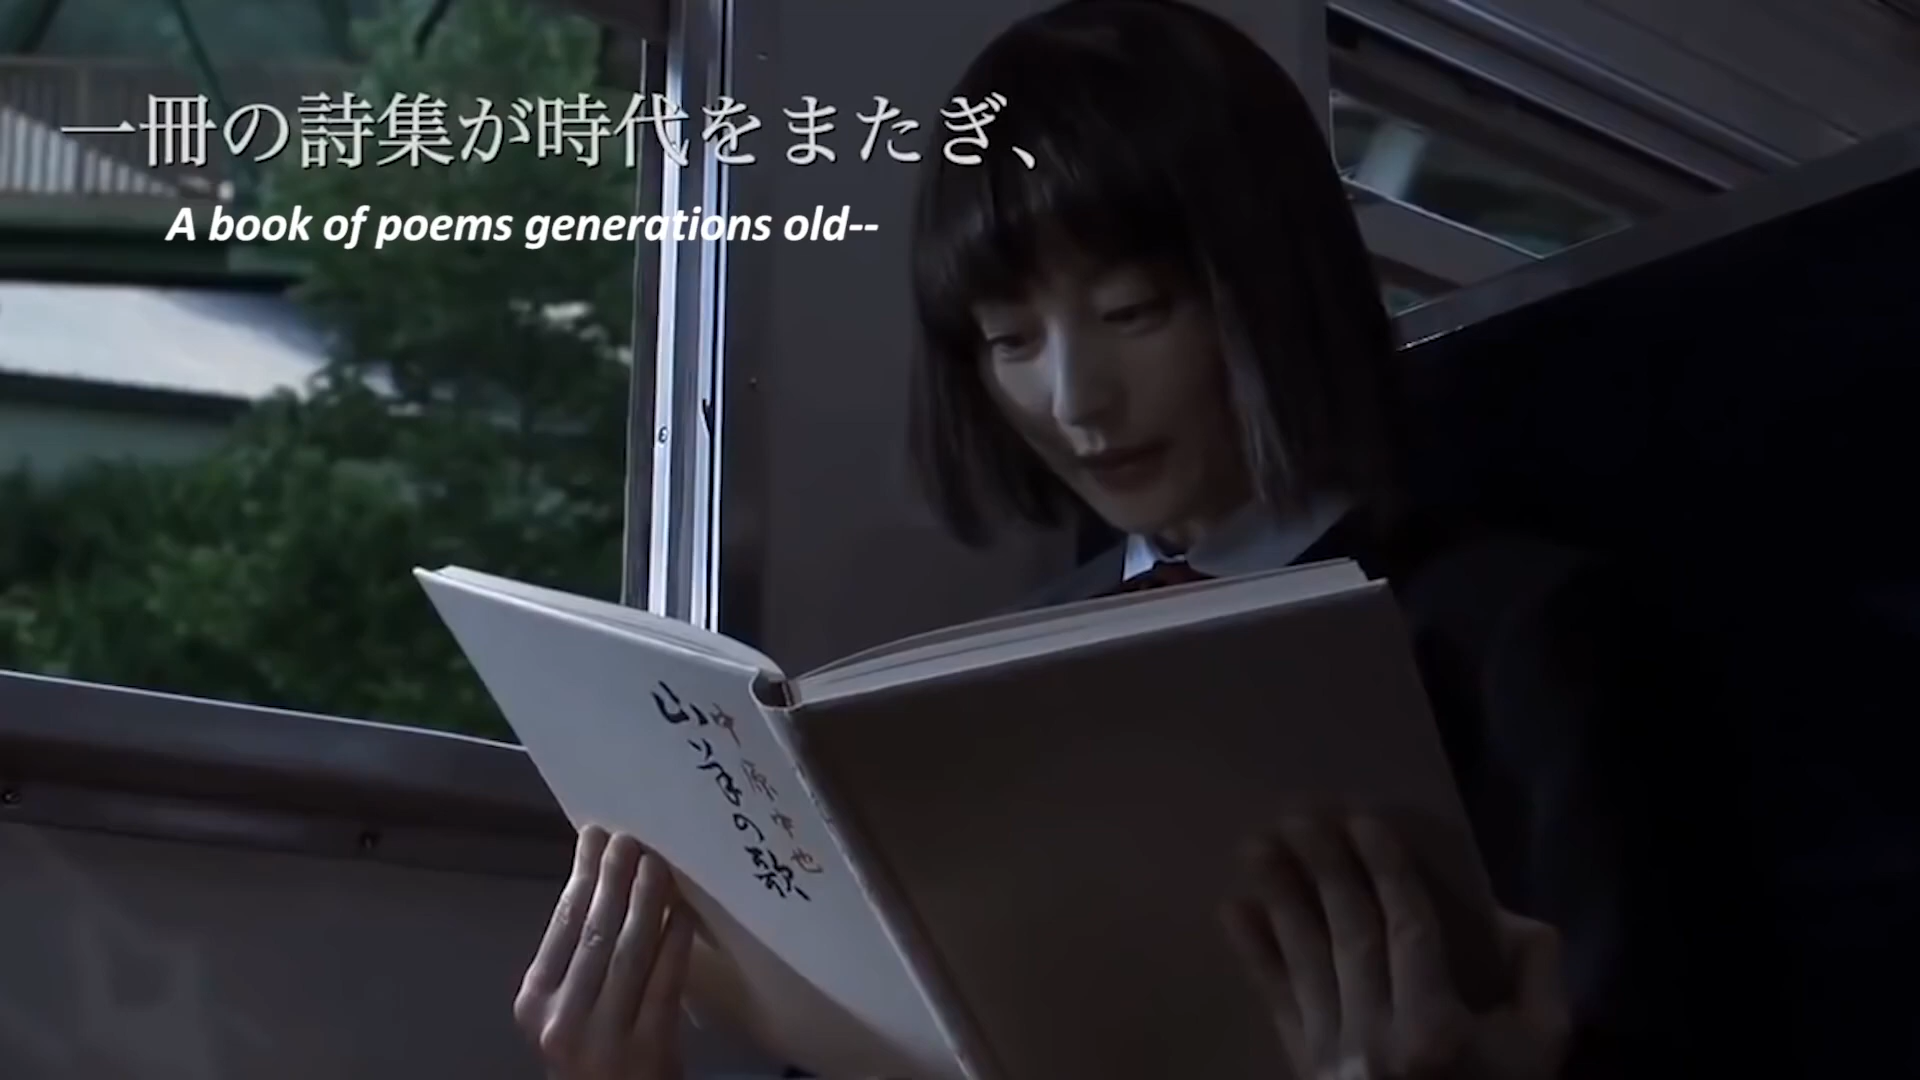 一冊の詩集が時代をまたぎ、
A book of poems generations old--
中原中也
山羊の歌